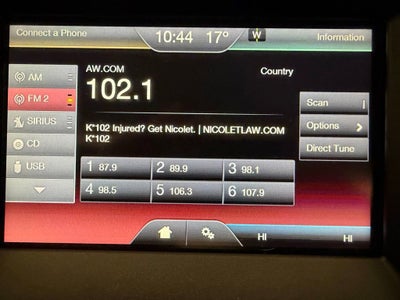 Connect a Phone 10:44 17° W Information
AW.COM Country
102.1
AM
FM 2
SIRIUS
CD
USB
K*102 Injured? Get Nicolet. | NICOLETLAW.COM
K*102
Scan
Options
Direct Tune
1 87.9 2 89.9 3 98.1
4 98.5 5 106.3 6 107.9
HI HI